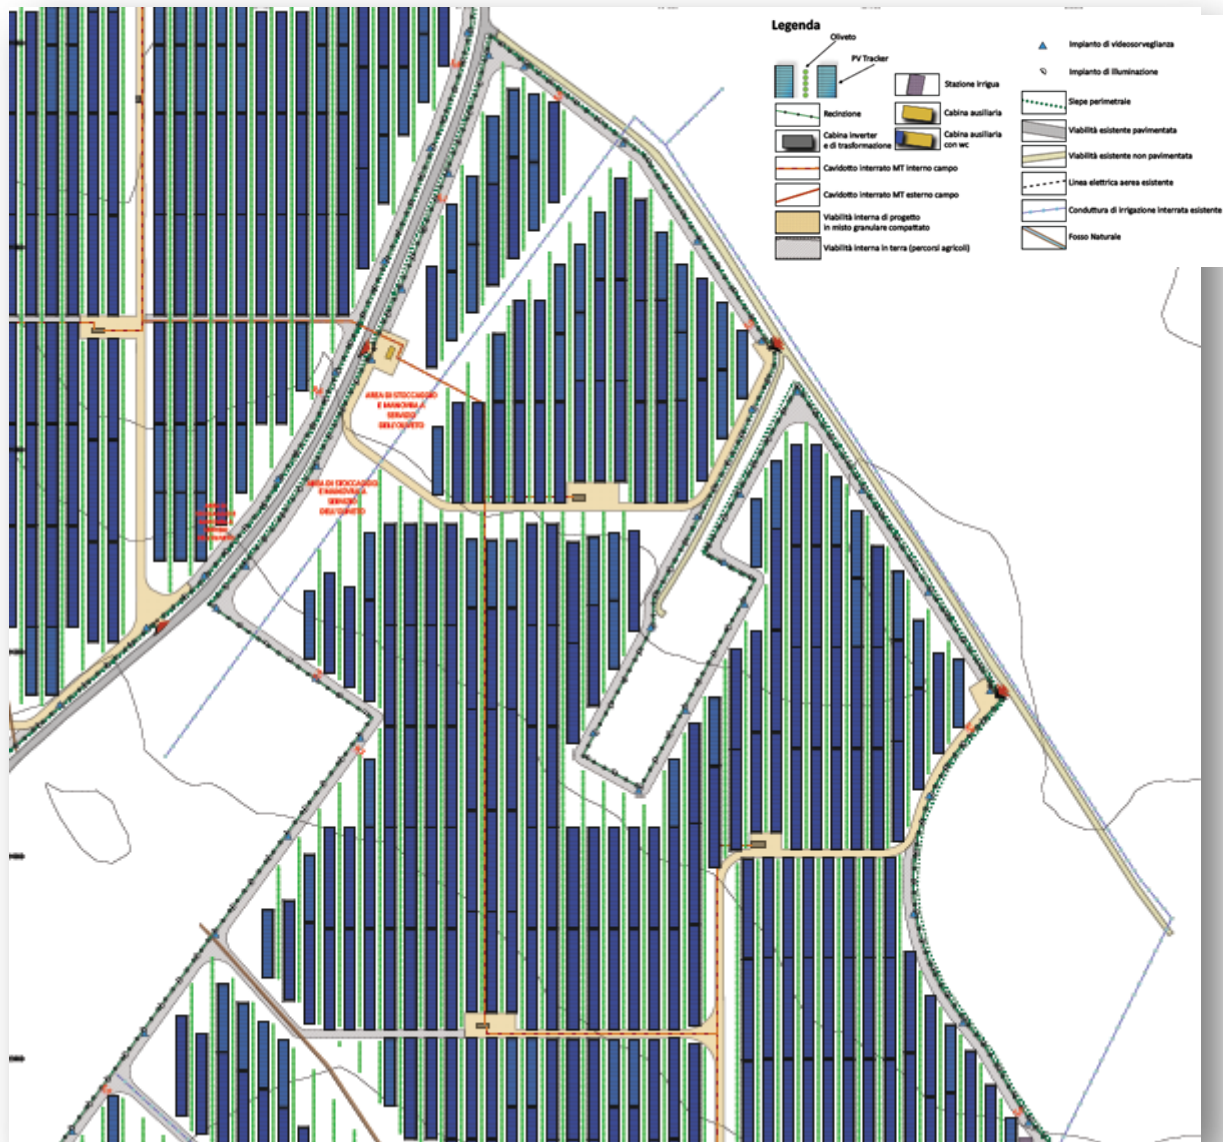 Legenda
Oliveto
PV Tracker
Recinzione
Cabina inverter
e di trasformazione
Cavidotto interrato MT interno campo
Cavidotto interrato MT esterno campo
Viabilità interna di progetto
in misto granulare compattato
Viabilità interna in terra (percorsi agricoli)
Stazione irrigua
Cabina ausiliaria
Cabina ausiliaria
con wc
Impianto di videosorveglianza
Impianto di illuminazione
Siepe perimetrale
Viabilità esistente pavimentata
Viabilità esistente non pavimentata
Linea elettrica aerea esistente
Conduttura di irrigazione interrata esistente
Fosso Naturale
AREA DI STOCCAGGIO
E MANOVRA A
SERVIZIO
DELL'OLIVETO
AREA DI STOCCAGGIO
E MANOVRA A
SERVIZIO
DELL'OLIVETO